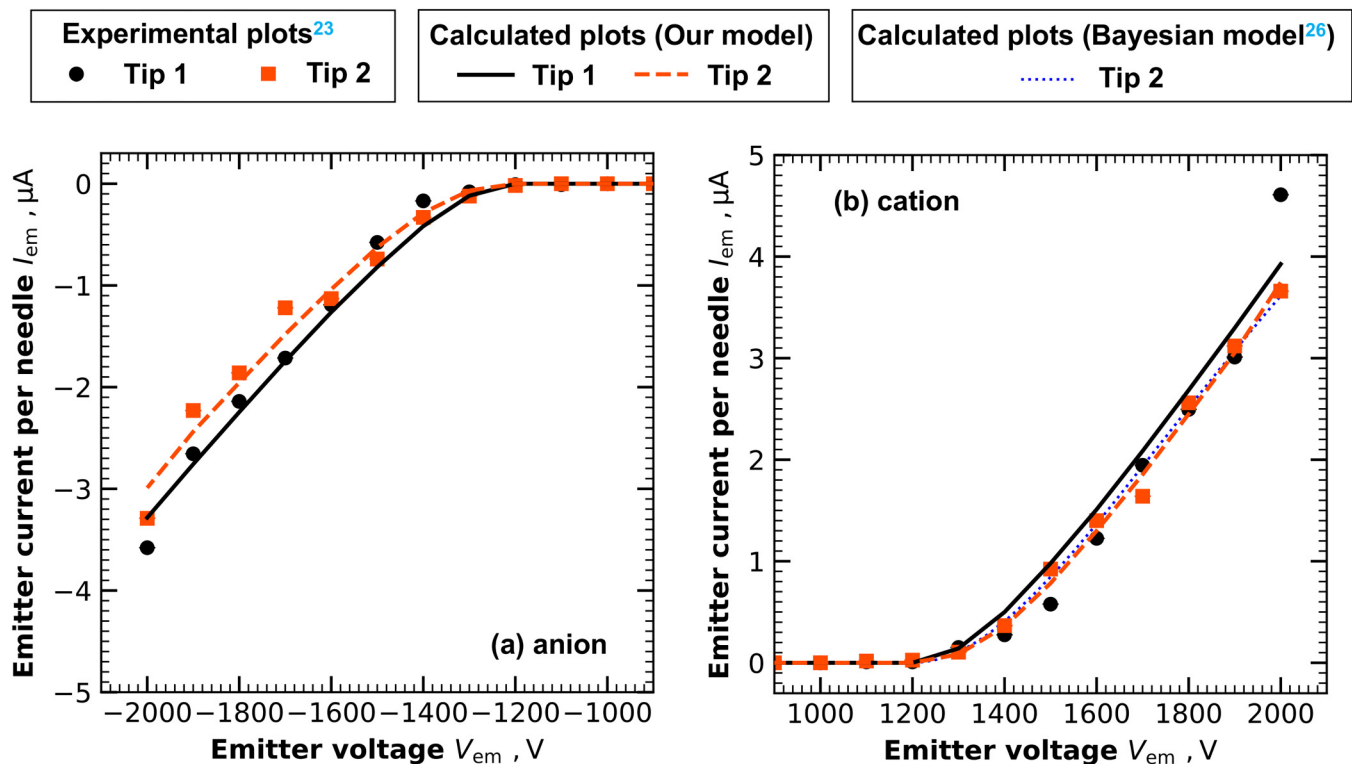 Experimental plots23
Tip 1 Tip 2
Calculated plots (Our model)
Tip 1 Tip 2
Calculated plots (Bayesian model26)
Tip 2
Emitter current per needle Iem , µA
0
−1
−2
−3
−4
−5
(a) anion
−2000 −1800 −1600 −1400 −1200 −1000
Emitter voltage Vem , V
Emitter current per needle Iem , µA
5
4
3
2
1
0
(b) cation
1000 1200 1400 1600 1800 2000
Emitter voltage Vem , V